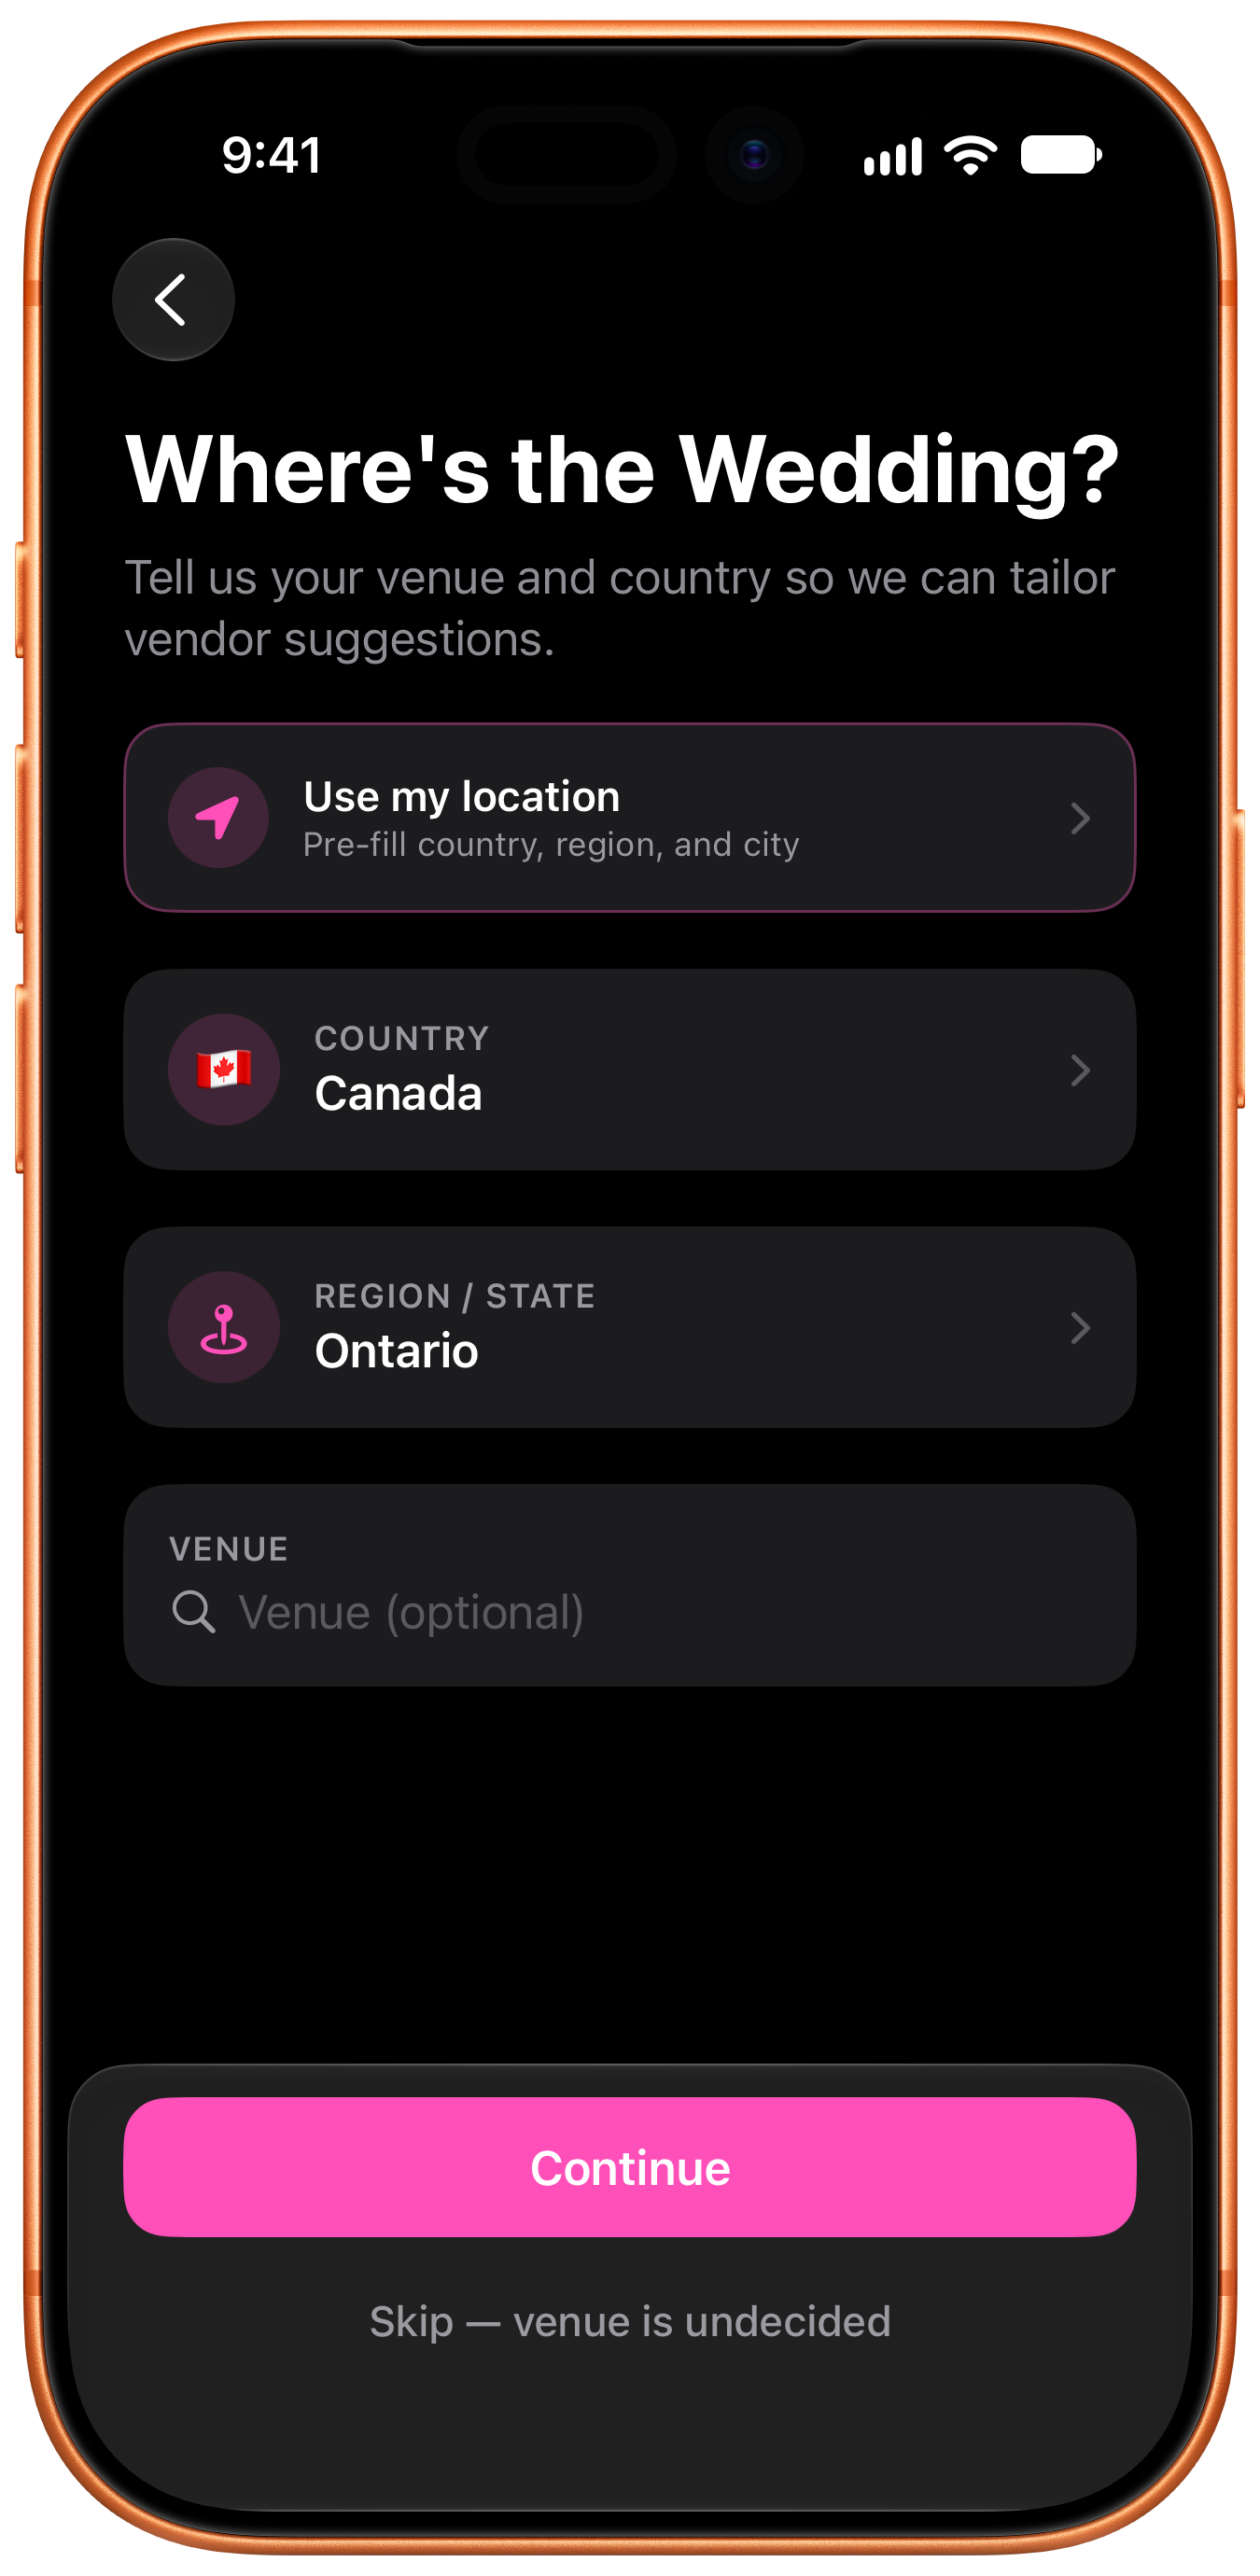 9:41
Where's the Wedding?
Tell us your venue and country so we can tailor
vendor suggestions.
Use my location
Pre-fill country, region, and city
COUNTRY
Canada
REGION / STATE
Ontario
VENUE
Venue (optional)
Continue
Skip — venue is undecided